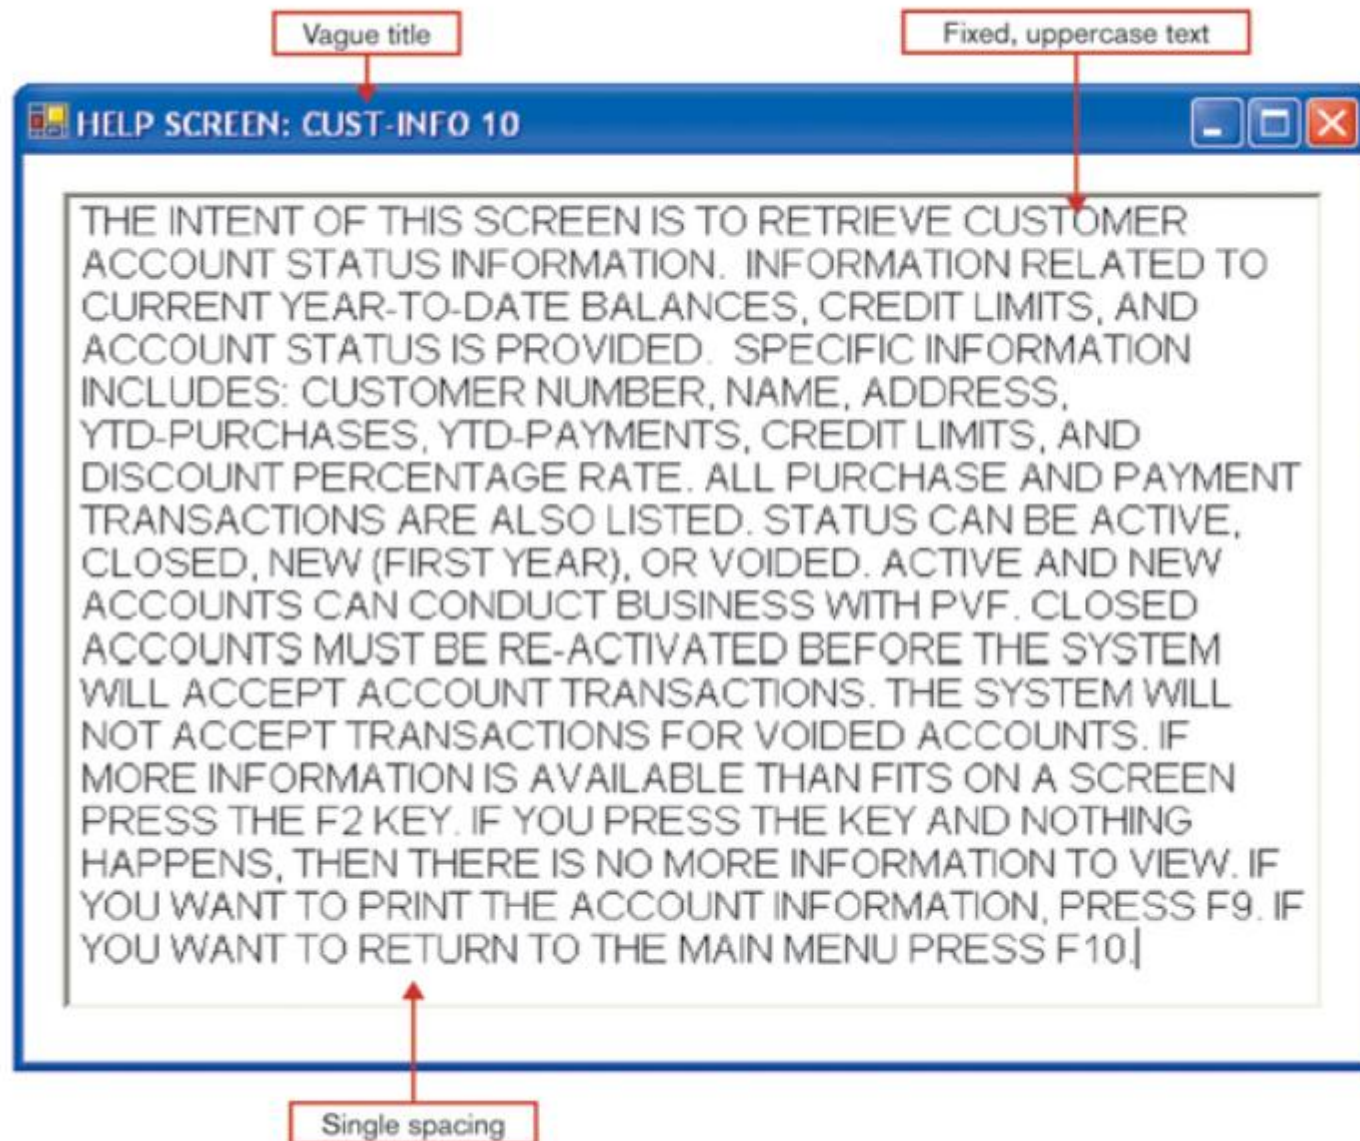 Vague title
Fixed, uppercase text
HELP SCREEN: CUST-INFO 10
THE INTENT OF THIS SCREEN IS TO RETRIEVE CUSTOMER
ACCOUNT STATUS INFORMATION.  INFORMATION RELATED TO
CURRENT YEAR-TO-DATE BALANCES, CREDIT LIMITS, AND
ACCOUNT STATUS IS PROVIDED.  SPECIFIC INFORMATION
INCLUDES: CUSTOMER NUMBER, NAME, ADDRESS,
YTD-PURCHASES, YTD-PAYMENTS, CREDIT LIMITS, AND
DISCOUNT PERCENTAGE RATE. ALL PURCHASE AND PAYMENT
TRANSACTIONS ARE ALSO LISTED. STATUS CAN BE ACTIVE,
CLOSED, NEW (FIRST YEAR), OR VOIDED. ACTIVE AND NEW
ACCOUNTS CAN CONDUCT BUSINESS WITH PVF. CLOSED
ACCOUNTS MUST BE RE-ACTIVATED BEFORE THE SYSTEM
WILL ACCEPT ACCOUNT TRANSACTIONS. THE SYSTEM WILL
NOT ACCEPT TRANSACTIONS FOR VOIDED ACCOUNTS. IF
MORE INFORMATION IS AVAILABLE THAN FITS ON A SCREEN
PRESS THE F2 KEY. IF YOU PRESS THE KEY AND NOTHING
HAPPENS, THEN THERE IS NO MORE INFORMATION TO VIEW. IF
YOU WANT TO PRINT THE ACCOUNT INFORMATION, PRESS F9. IF
YOU WANT TO RETURN TO THE MAIN MENU PRESS F10.
Single spacing